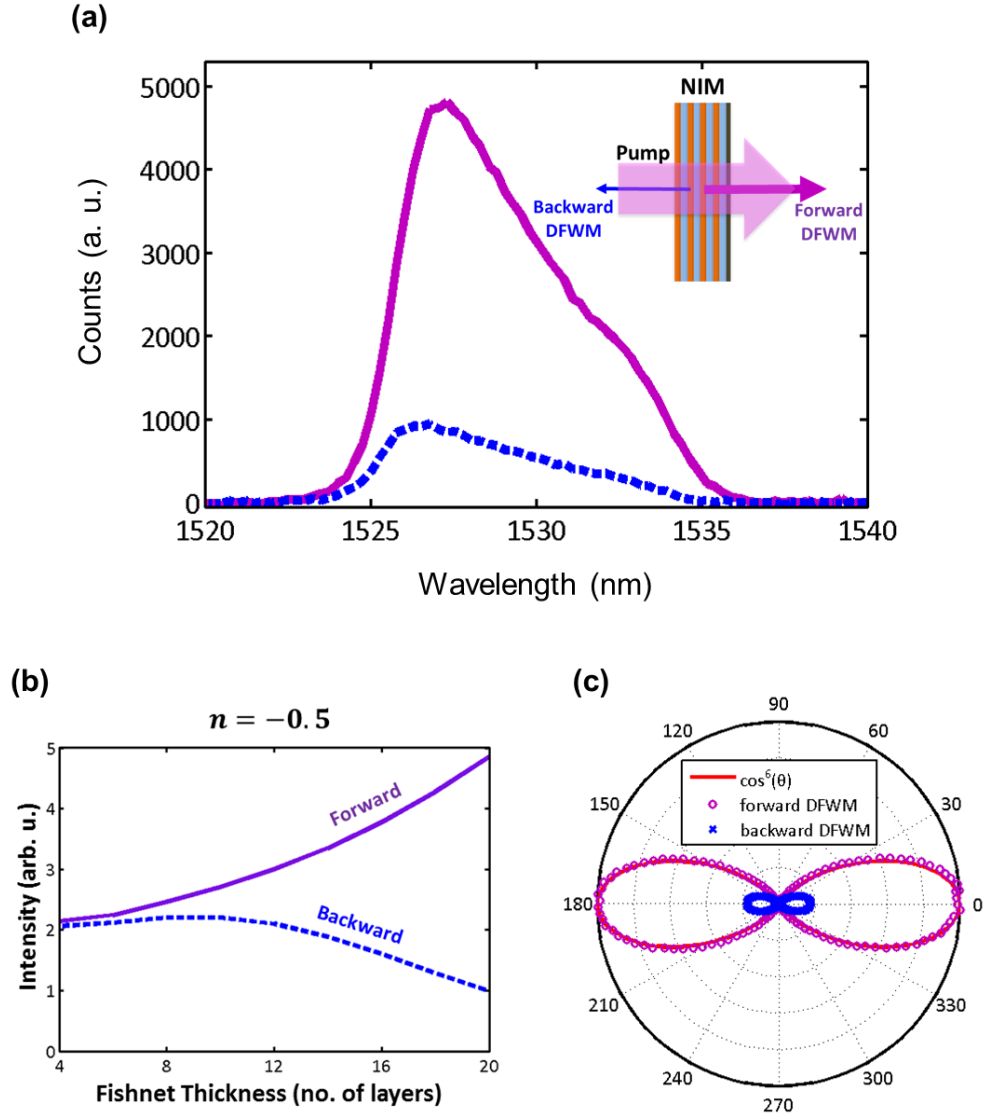 (a)
Counts (a. u.)
5000
4000
3000
2000
1000
0
1520
1525
1530
1535
1540
Wavelength (nm)
NIM
Pump
Backward
DFWM
Forward
DFWM
(b)
n = −0.5
Intensity (arb. u.)
5
4
3
2
1
0
4
8
12
16
20
Fishnet Thickness (no. of layers)
Forward
Backward
(c)
90
120
60
150
30
180
0
210
330
240
300
270
cos⁶(θ)
forward DFWM
backward DFWM